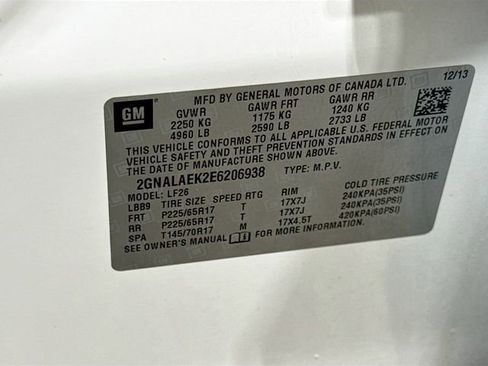 GM
MFD BY GENERAL MOTORS OF CANADA LTD. 12/13
GVWR GAWR FRT GAWR RR
2250 KG 1175 KG 1240 KG
4960 LB 2590 LB 2733 LB
THIS VEHICLE CONFORMS TO ALL APPLICABLE U.S. FEDERAL MOTOR
VEHICLE SAFETY AND THEFT PREVENTION STANDARDS IN EFFECT ON
THE DATE OF MANUFACTURE SHOWN ABOVE.
2GNALAEK2E6206938 TYPE: M.P.V.
MODEL: LF26
LBB9 TIRE SIZE SPEED RTG RIM COLD TIRE PRESSURE
FRT P225/65R17 T 17X7J 240KPA(35PSI)
RR P225/65R17 T 17X7J 240KPA(35PSI)
SPA T145/70R17 M 17X4.5T 420KPA(60PSI)
SEE OWNER'S MANUAL FOR ADDITIONAL INFORMATION.